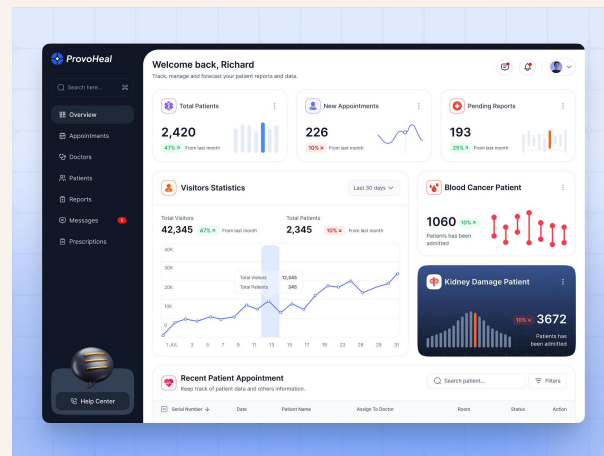 ProvoHeal
Search here...
Overview
Appointments
Doctors
Patients
Reports
Messages
Prescriptions
Help Center
Welcome back, Richard
Track, manage and forecast your patient reports and data.
Total Patients
2,420
47% From last month
New Appointments
226
10% From last month
Pending Reports
193
25% From last month
Visitors Statistics
Last 30 days
Total Visitors
42,345 47% From last month
Total Patients
2,345 10% From last month
40K
30K
20K
10K
0
Total Visitors 12,345
Total Patients 345
1 JUL 3 5 7 9 11 13 15 18 21 23 26 29 31
Blood Cancer Patient
1060 10%
Patients has been
admitted
Kidney Damage Patient
10% 3672
Patients has
been admitted
Recent Patient Appointment
Keep track of patient data and others information.
Search patient...
Filters
Serial Number Date Patient Name Assign To Doctor Room Status Action